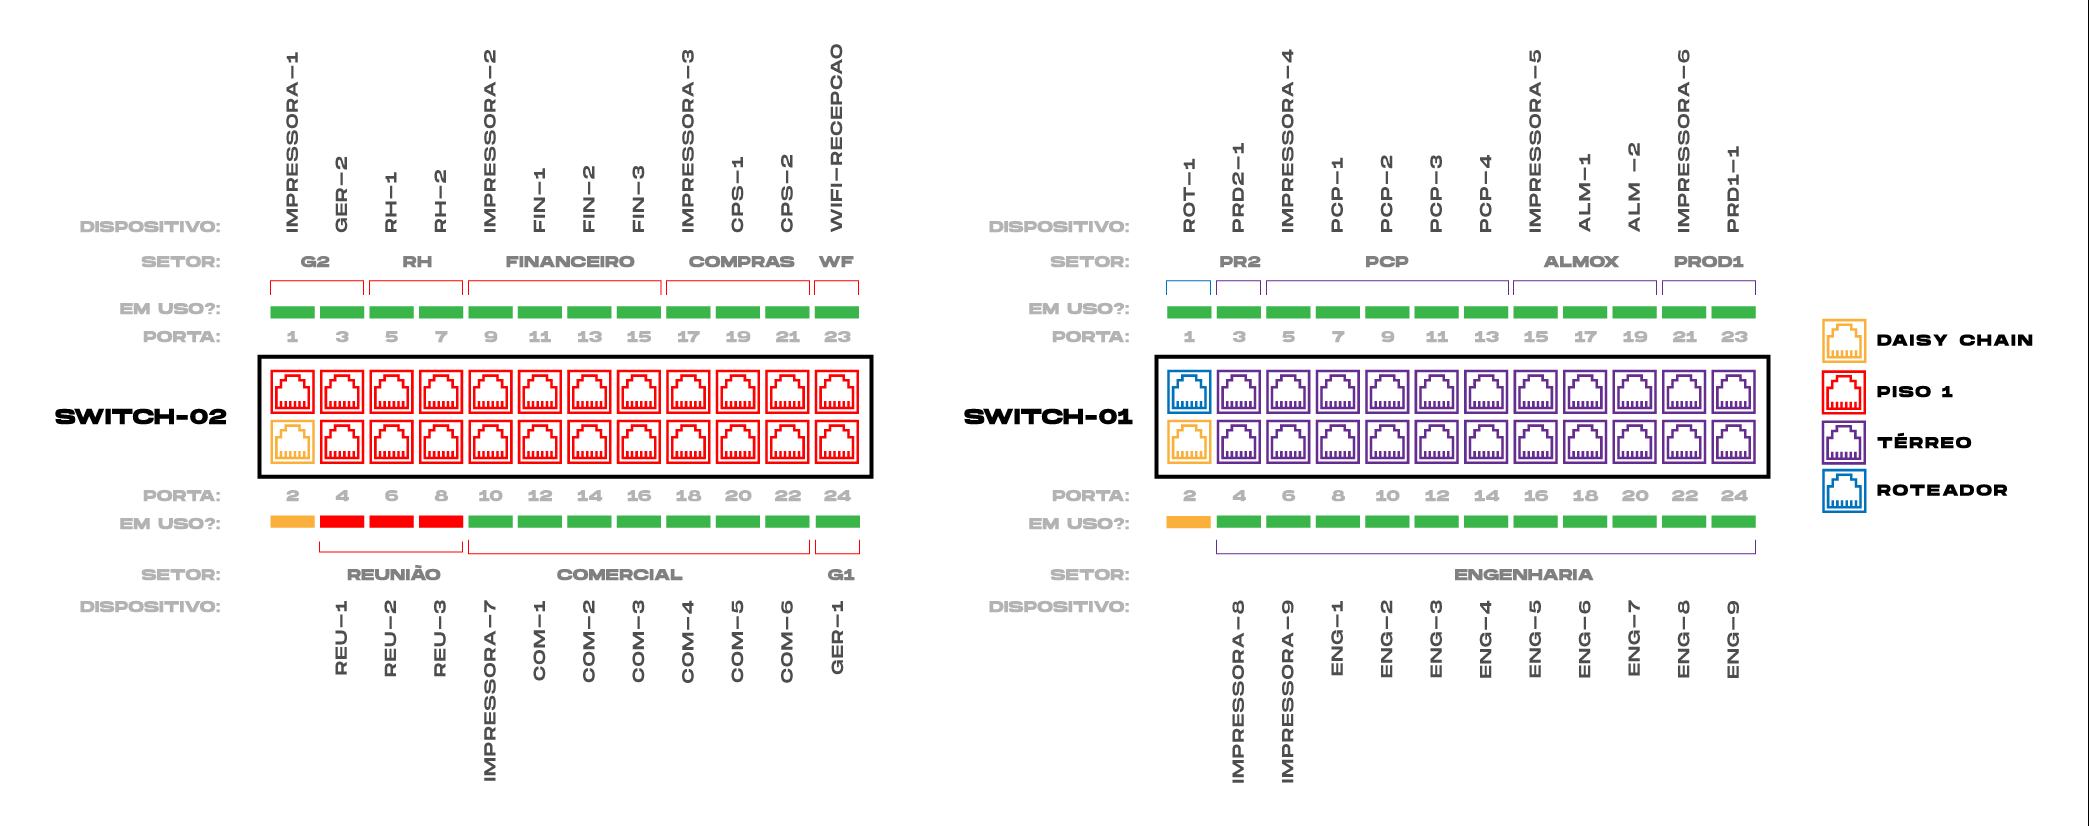 DISPOSITIVO: IMPRESSORA-1 GER-2 RH-1 RH-2 IMPRESSORA-2 FIN-1 FIN-2 FIN-3 IMPRESSORA-3 CPS-1 CPS-2 WIFI-RECEPCAO
SETOR: G2 RH FINANCEIRO COMPRAS WF
EM USO?:
PORTA: 1 3 5 7 9 11 13 15 17 19 21 23
SWITCH-02
PORTA: 2 4 6 8 10 12 14 16 18 20 22 24
EM USO?:
SETOR: REUNIÀO COMERCIAL G1
DISPOSITIVO: REU-1 REU-2 REU-3 IMPRESSORA-7 COM-1 COM-2 COM-3 COM-4 COM-5 COM-6 GER-1
DISPOSITIVO: ROT-1 PRD2-1 IMPRESSORA-4 PCP-1 PCP-2 PCP-3 PCP-4 IMPRESSORA-5 ALM-1 ALM -2 IMPRESSORA-6 PRD1-1
SETOR: PR2 PCP ALMOX PROD1
EM USO?:
PORTA: 1 3 5 7 9 11 13 15 17 19 21 23
SWITCH-01
PORTA: 2 4 6 8 10 12 14 16 18 20 22 24
EM USO?:
SETOR: ENGENHARIA
DISPOSITIVO: IMPRESSORA-8 IMPRESSORA-9 ENG-1 ENG-2 ENG-3 ENG-4 ENG-5 ENG-6 ENG-7 ENG-8 ENG-9
DAISY CHAIN
PISO 1
TÉRREO
ROTEADOR